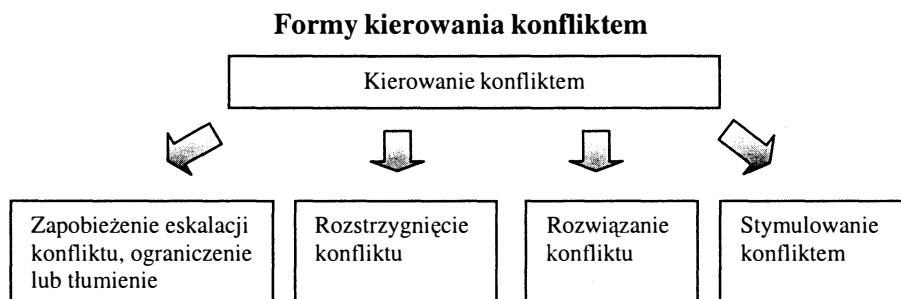 Formy kierowania konfliktem
Kierowanie konfliktem
Zapobieżenie eskalacji
konfliktu, ograniczenie
lub tłumienie
Rozstrzygnięcie
konfliktu
Rozwiązanie
konfliktu
Stymulowanie
konfliktem